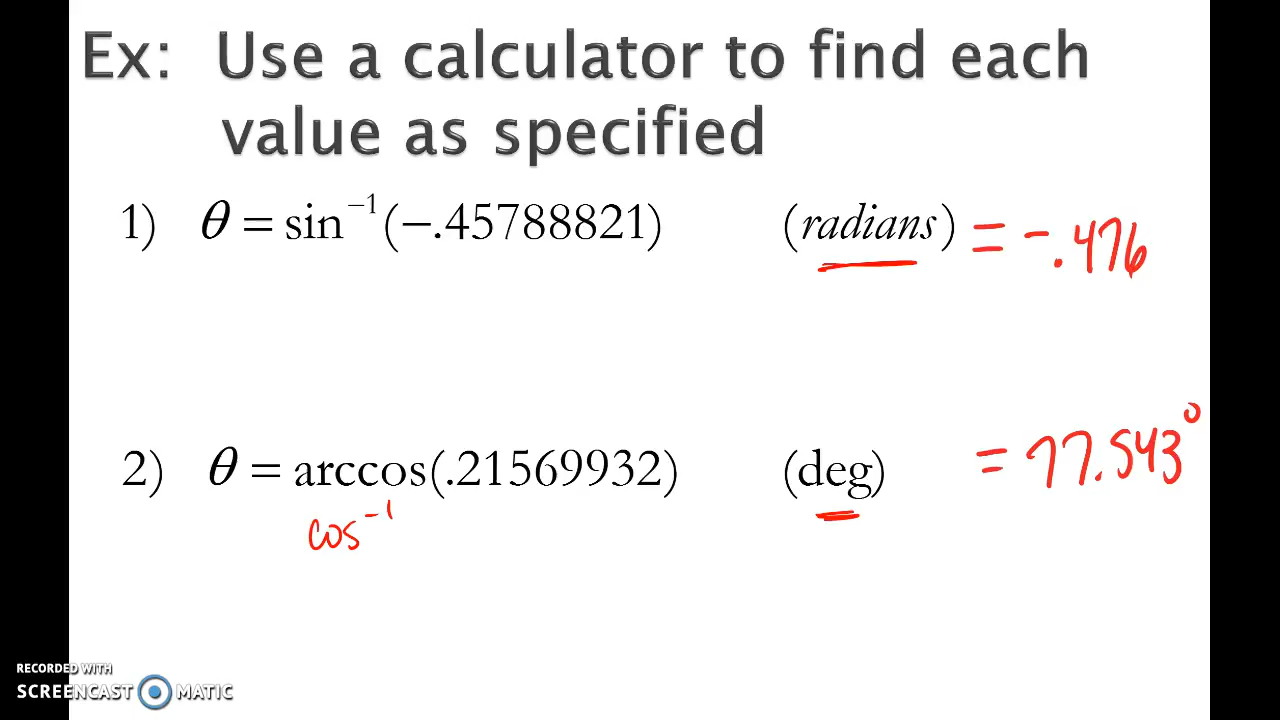 Ex: Use a calculator to find each
value as specified
1) θ = sin⁻¹(−.45788821) (radians) = -.476
2) θ = arccos(.21569932) (deg) = 77.543°
cos⁻¹
RECORDED WITH
SCREENCAST MATIC